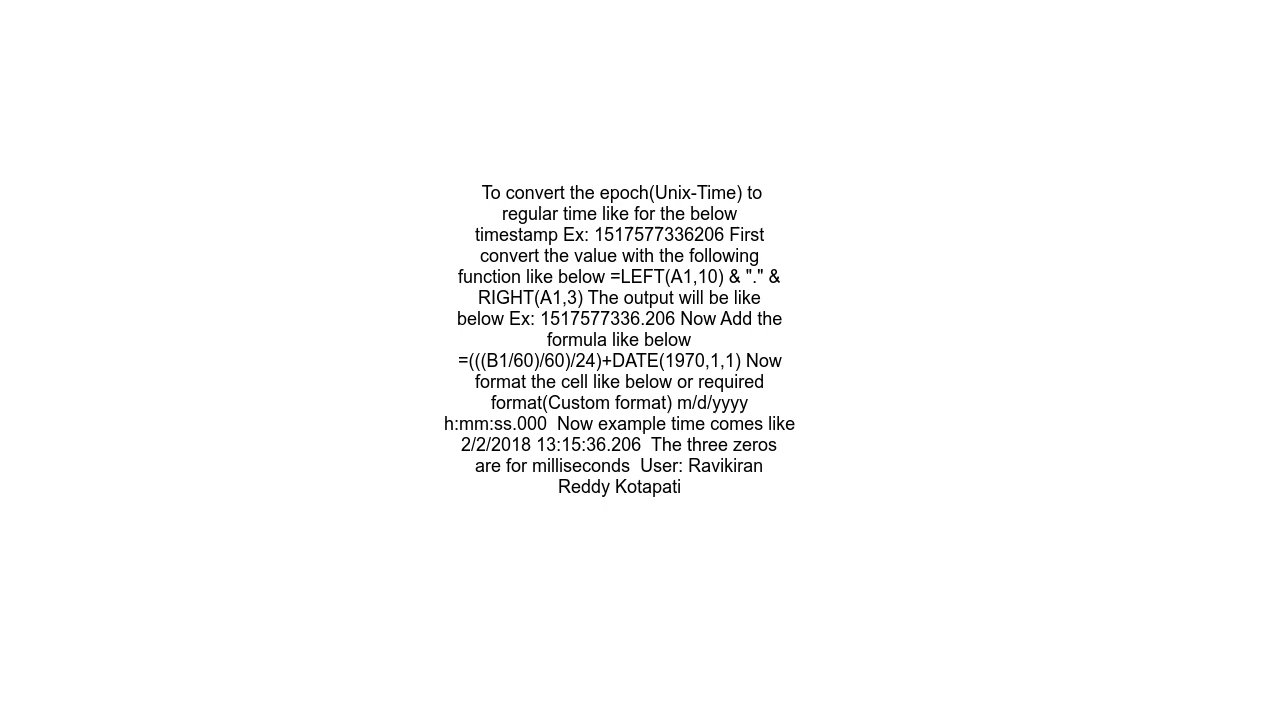 To convert the epoch(Unix-Time) to
regular time like for the below
timestamp Ex: 1517577336206 First
convert the value with the following
function like below =LEFT(A1,10) & "." &
RIGHT(A1,3) The output will be like
below Ex: 1517577336.206 Now Add the
formula like below
=(((B1/60)/60)/24)+DATE(1970,1,1) Now
format the cell like below or required
format(Custom format) m/d/yyyy
h:mm:ss.000  Now example time comes like
2/2/2018 13:15:36.206  The three zeros
are for milliseconds  User: Ravikiran
Reddy Kotapati